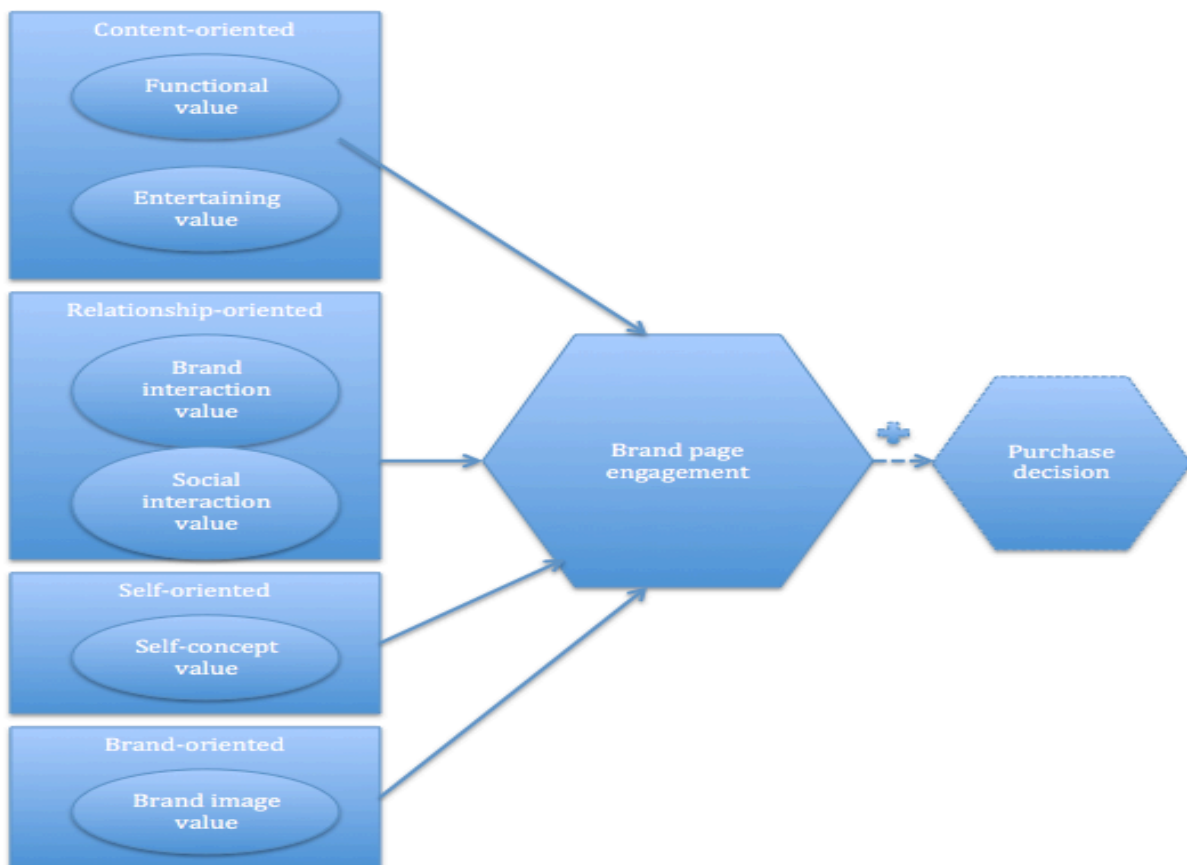 Content-oriented
Functional
value
Entertaining
value
Relationship-oriented
Brand
interaction
value
Social
interaction
value
Self-oriented
Self-concept
value
Brand-oriented
Brand image
value
Brand page
engagement
Purchase
decision